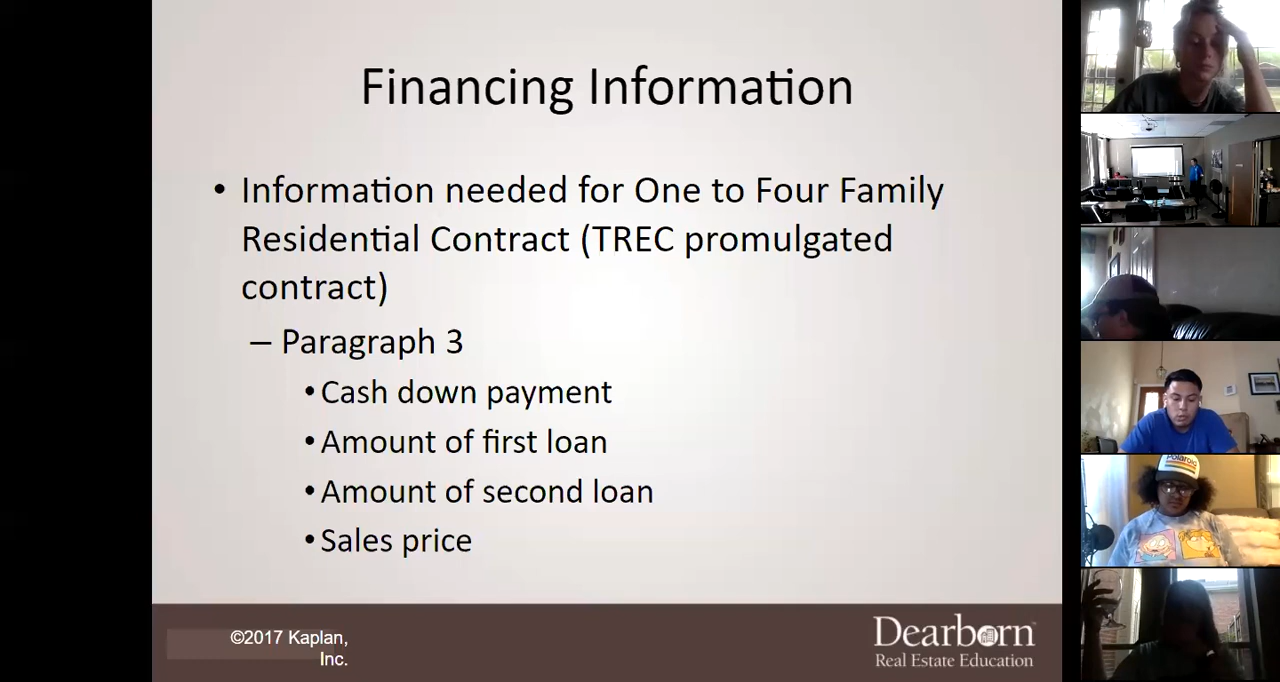 Financing Information
• Information needed for One to Four Family
Residential Contract (TREC promulgated
contract)
– Paragraph 3
• Cash down payment
• Amount of first loan
• Amount of second loan
• Sales price
©2017 Kaplan,
Inc.
Dearborn
Real Estate Education
Polaroid